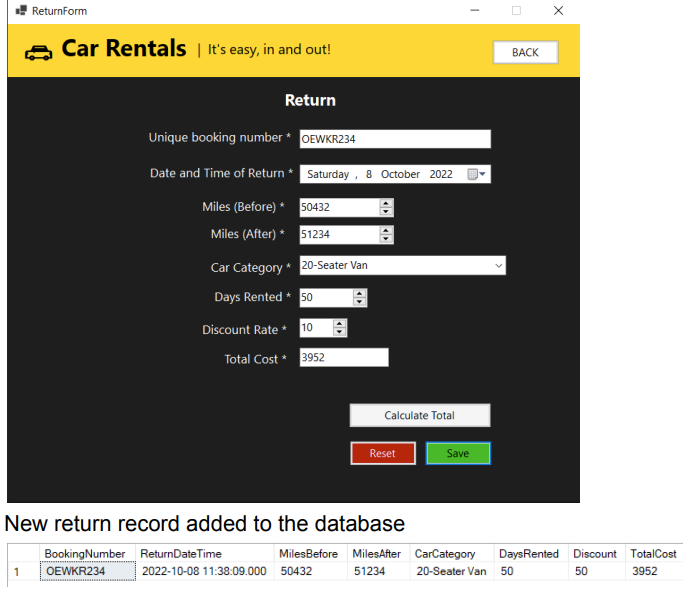 ReturnForm
Car Rentals | It's easy, in and out!
BACK
Return
Unique booking number * OEWKR234
Date and Time of Return * Saturday , 8 October 2022
Miles (Before) * 50432
Miles (After) * 51234
Car Category * 20-Seater Van
Days Rented * 50
Discount Rate * 10
Total Cost * 3952
Calculate Total
Reset Save
New return record added to the database
BookingNumber ReturnDateTime MilesBefore MilesAfter CarCategory DaysRented Discount TotalCost
1 OEWKR234 2022-10-08 11:38:09.000 50432 51234 20-Seater Van 50 50 3952